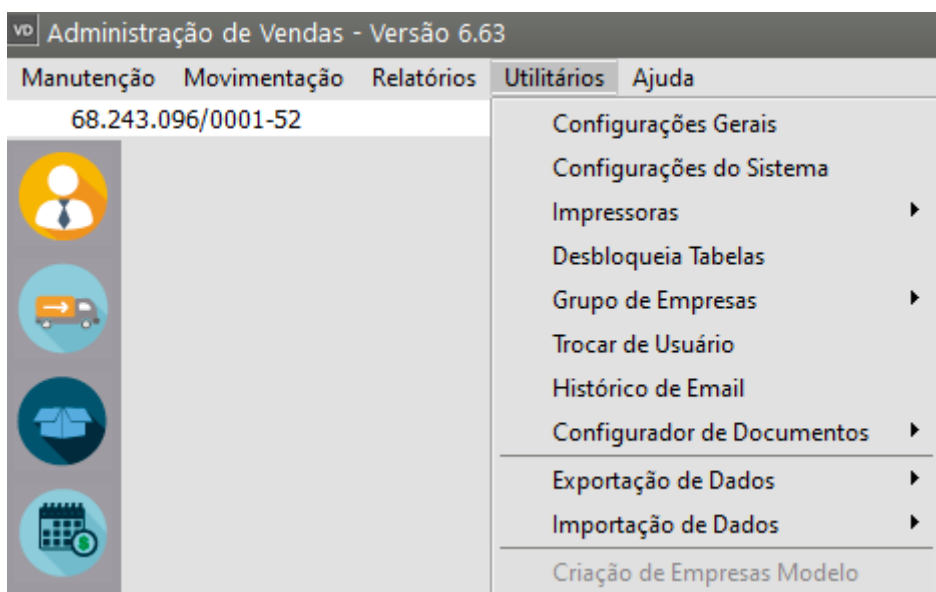 VD Administração de Vendas - Versão 6.63
Manutenção Movimentação Relatórios Utilitários Ajuda
68.243.096/0001-52
Configurações Gerais
Configurações do Sistema
Impressoras
Desbloqueia Tabelas
Grupo de Empresas
Trocar de Usuário
Histórico de Email
Configurador de Documentos
Exportação de Dados
Importação de Dados
Criação de Empresas Modelo